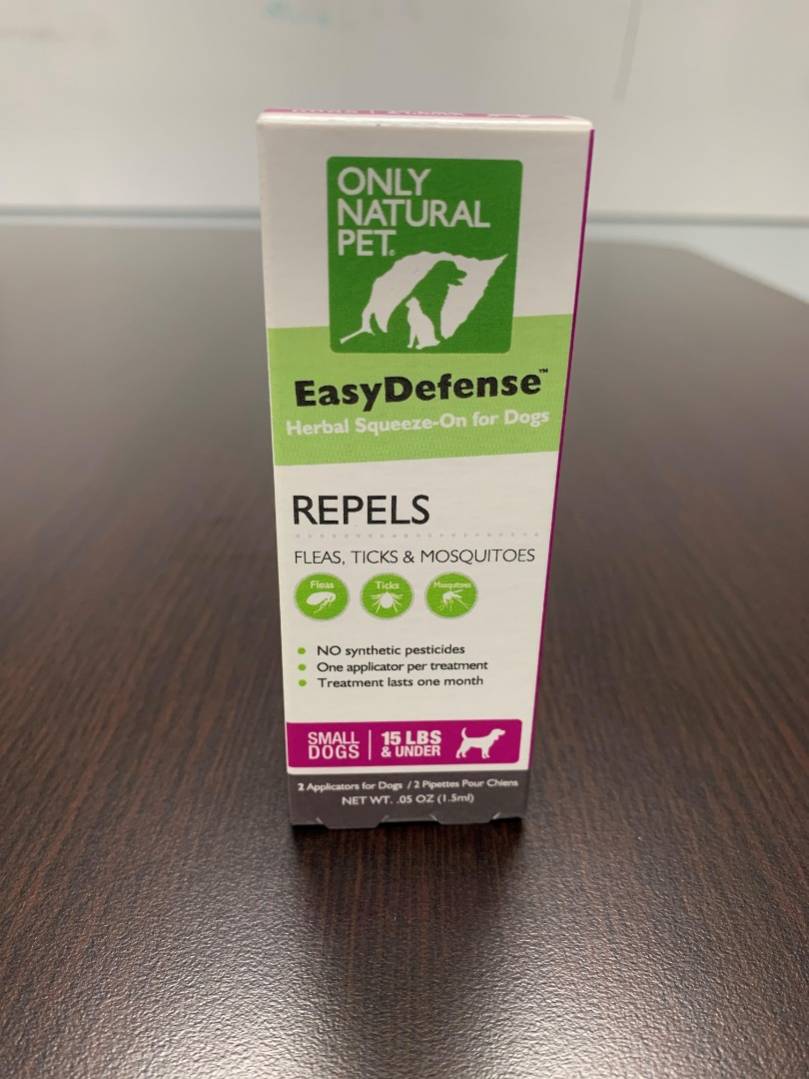 ONLY
NATURAL
PET®
EasyDefense™
Herbal Squeeze-On for Dogs
REPELS
FLEAS, TICKS & MOSQUITOES
Fleas Ticks Mosquitoes
• NO synthetic pesticides
• One applicator per treatment
• Treatment lasts one month
SMALL DOGS | 15 LBS & UNDER
2 Applicators for Dogs / 2 Pipettes Pour Chiens
NET WT. .05 OZ (1.5ml)